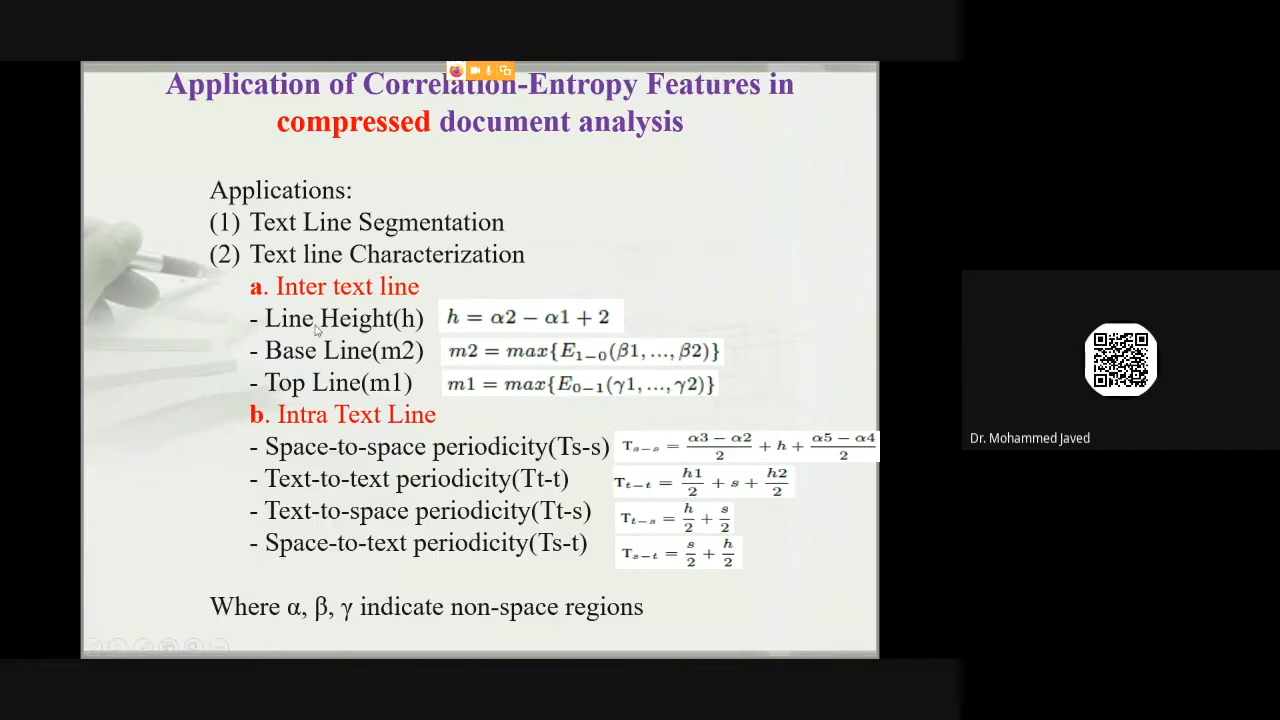 Application of Correlation-Entropy Features in
compressed document analysis
Applications:
(1) Text Line Segmentation
(2) Text line Characterization
a. Inter text line
- Line Height(h) h = α2 − α1 + 2
- Base Line(m2) m2 = max{E₁₋₀(β1, ..., β2)}
- Top Line(m1) m1 = max{E₀₋₁(γ1, ..., γ2)}
b. Intra Text Line
- Space-to-space periodicity(Ts-s) Tₛ₋ₛ = (α3 − α2)/2 + h + (α5 − α4)/2
- Text-to-text periodicity(Tt-t) Tₜ₋ₜ = h1/2 + s + h2/2
- Text-to-space periodicity(Tt-s) Tₜ₋ₛ = h/2 + s/2
- Space-to-text periodicity(Ts-t) Tₛ₋ₜ = s/2 + h/2
Where α, β, γ indicate non-space regions
Dr. Mohammed Javed